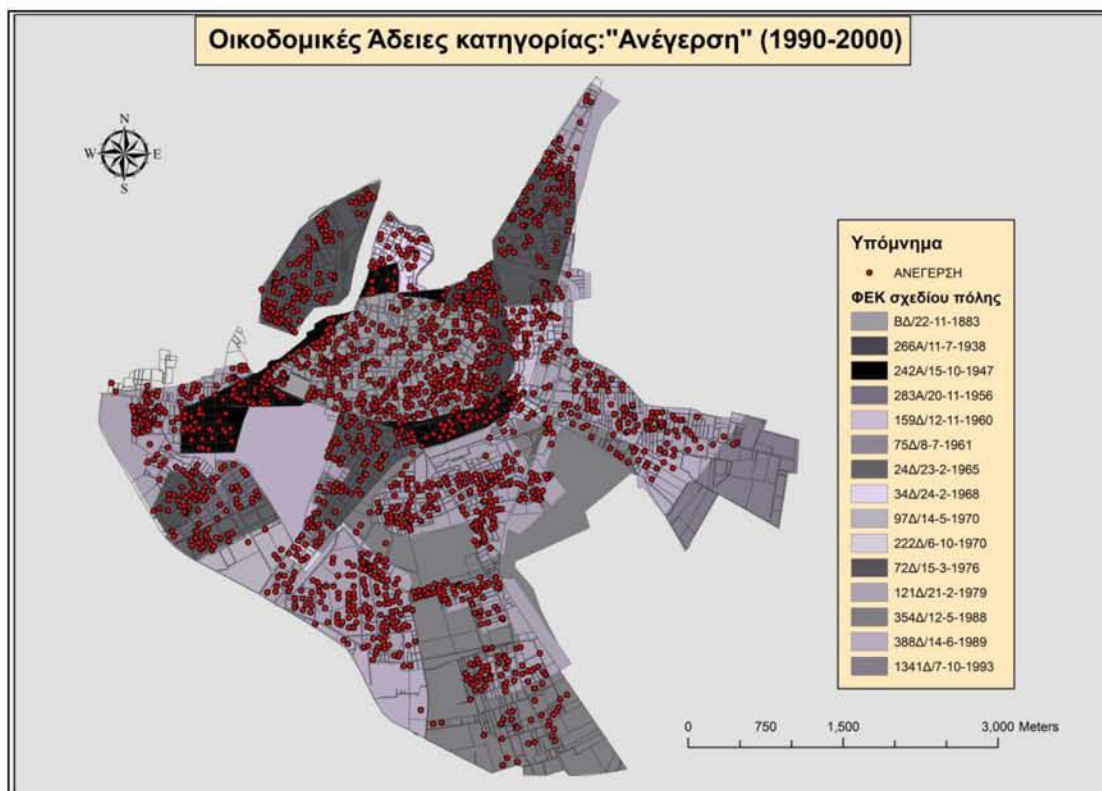 Οικοδομικές Άδειες κατηγορίας:"Ανέγερση" (1990-2000)
N
W E
S
Υπόμνημα
ΑΝΕΓΕΡΣΗ
ΦΕΚ σχεδίου πόλης
ΒΔ/22-11-1883
266Α/11-7-1938
242Α/15-10-1947
283Α/20-11-1956
159Δ/12-11-1960
75Δ/8-7-1961
24Δ/23-2-1965
34Δ/24-2-1968
97Δ/14-5-1970
222Δ/6-10-1970
72Δ/15-3-1976
121Δ/21-2-1979
354Δ/12-5-1988
388Δ/14-6-1989
1341Δ/7-10-1993
0 750 1,500 3,000 Meters